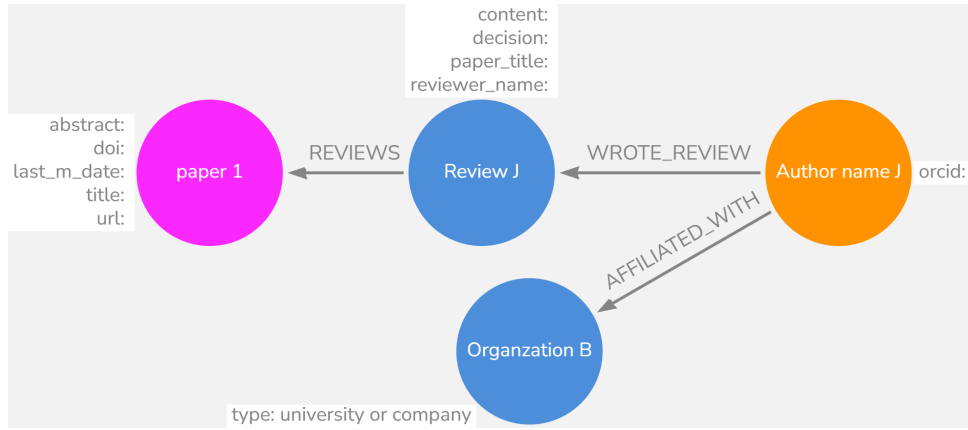 content:
decision:
paper_title:
reviewer_name:
abstract:
doi:
last_m_date:
title:
url:
paper 1
REVIEWS
Review J
WROTE_REVIEW
Author name J
orcid:
AFFILIATED_WITH
Organzation B
type: university or company